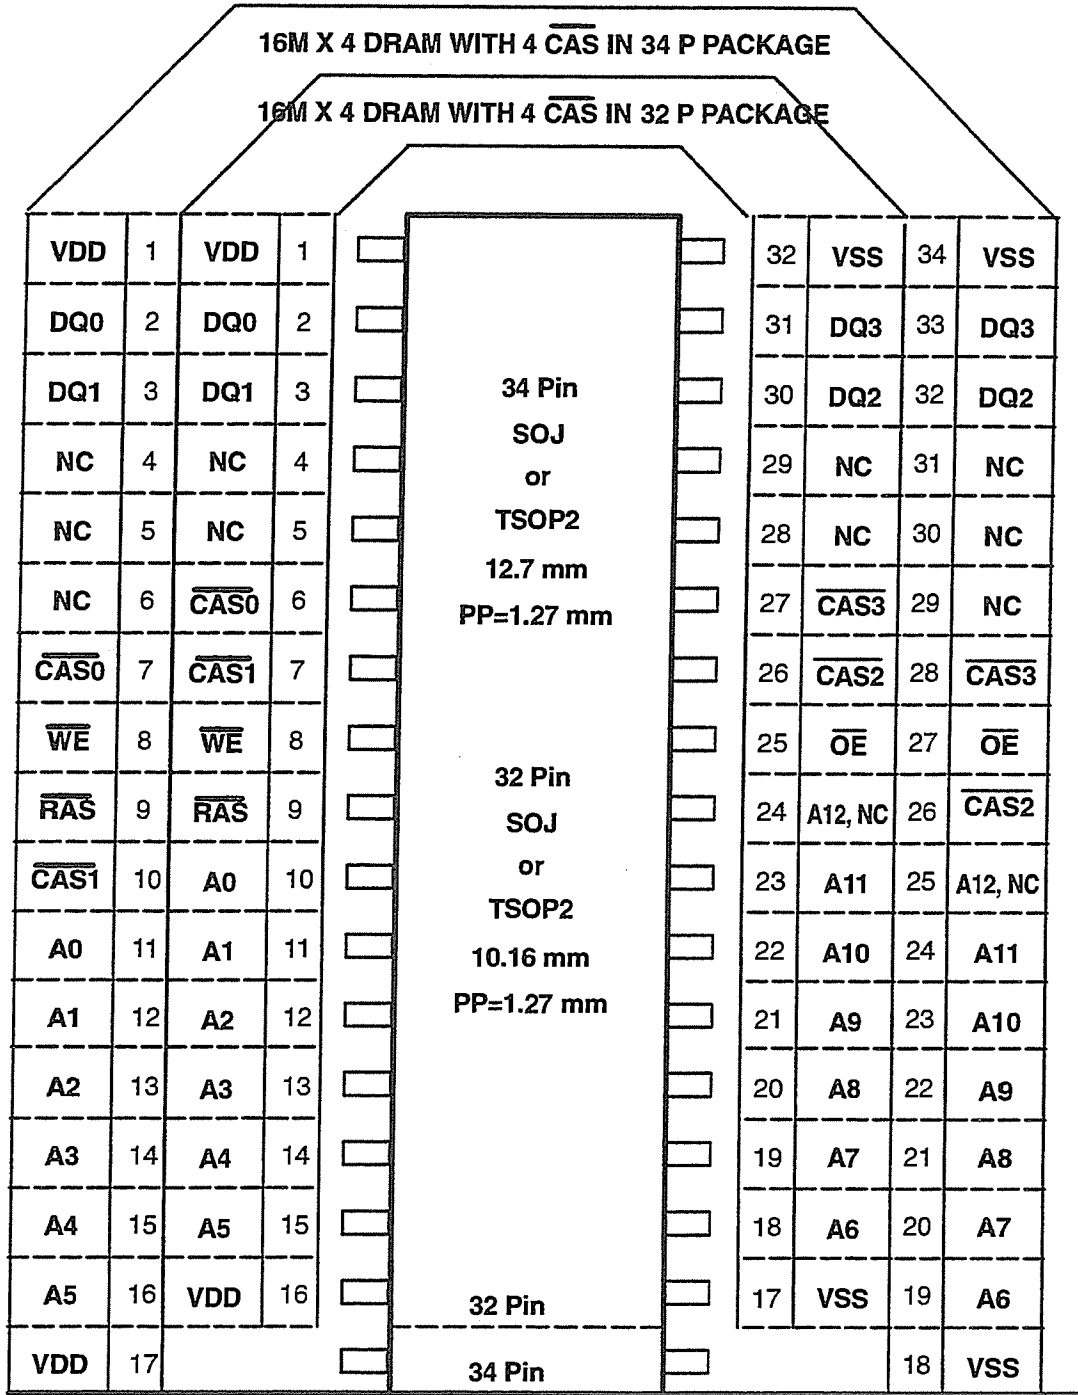 16M X 4 DRAM WITH 4 CAS IN 34 P PACKAGE
16M X 4 DRAM WITH 4 CAS IN 32 P PACKAGE
VDD 1 VDD 1 32 VSS 34 VSS
DQ0 2 DQ0 2 31 DQ3 33 DQ3
DQ1 3 DQ1 3 30 DQ2 32 DQ2
NC 4 NC 4 29 NC 31 NC
NC 5 NC 5 28 NC 30 NC
NC 6 CAS0 6 27 CAS3 29 NC
CAS0 7 CAS1 7 26 CAS2 28 CAS3
WE 8 WE 8 25 OE 27 OE
RAS 9 RAS 9 24 A12, NC 26 CAS2
CAS1 10 A0 10 23 A11 25 A12, NC
A0 11 A1 11 22 A10 24 A11
A1 12 A2 12 21 A9 23 A10
A2 13 A3 13 20 A8 22 A9
A3 14 A4 14 19 A7 21 A8
A4 15 A5 15 18 A6 20 A7
A5 16 VDD 16 17 VSS 19 A6
VDD 17 18 VSS
34 Pin
SOJ
or
TSOP2
12.7 mm
PP=1.27 mm
32 Pin
SOJ
or
TSOP2
10.16 mm
PP=1.27 mm
32 Pin
34 Pin